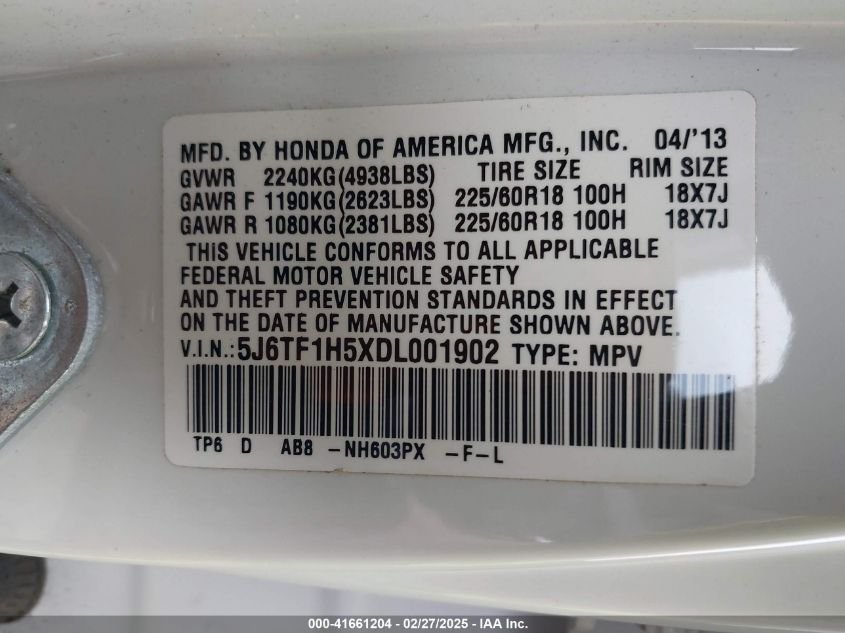 MFD. BY HONDA OF AMERICA MFG., INC. 04/'13
GVWR 2240KG(4938LBS) TIRE SIZE RIM SIZE
GAWR F 1190KG(2623LBS) 225/60R18 100H 18X7J
GAWR R 1080KG(2381LBS) 225/60R18 100H 18X7J
THIS VEHICLE CONFORMS TO ALL APPLICABLE
FEDERAL MOTOR VEHICLE SAFETY
AND THEFT PREVENTION STANDARDS IN EFFECT
ON THE DATE OF MANUFACTURE SHOWN ABOVE.
V.I.N.: 5J6TF1H5XDL001902 TYPE: MPV
TP6 D AB8 -NH603PX -F-L
000-41661204 - 02/27/2025 - IAA Inc.